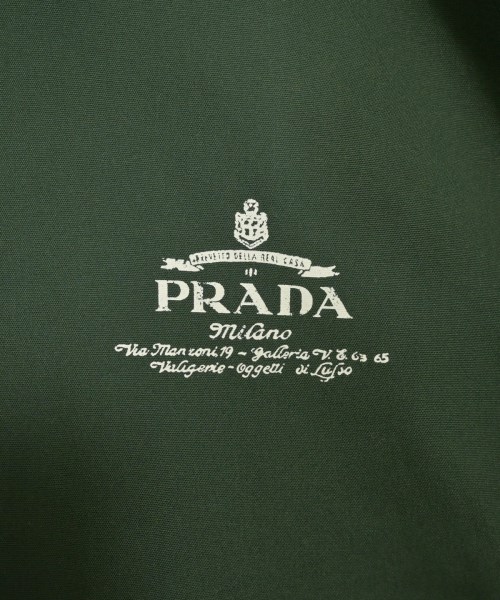 BREVETTO DELLA REAL CASA
PRADA
Milano
Via Manzoni, 19 - Galleria V. E. 63 65
Valigerie - Oggetti di Lusso